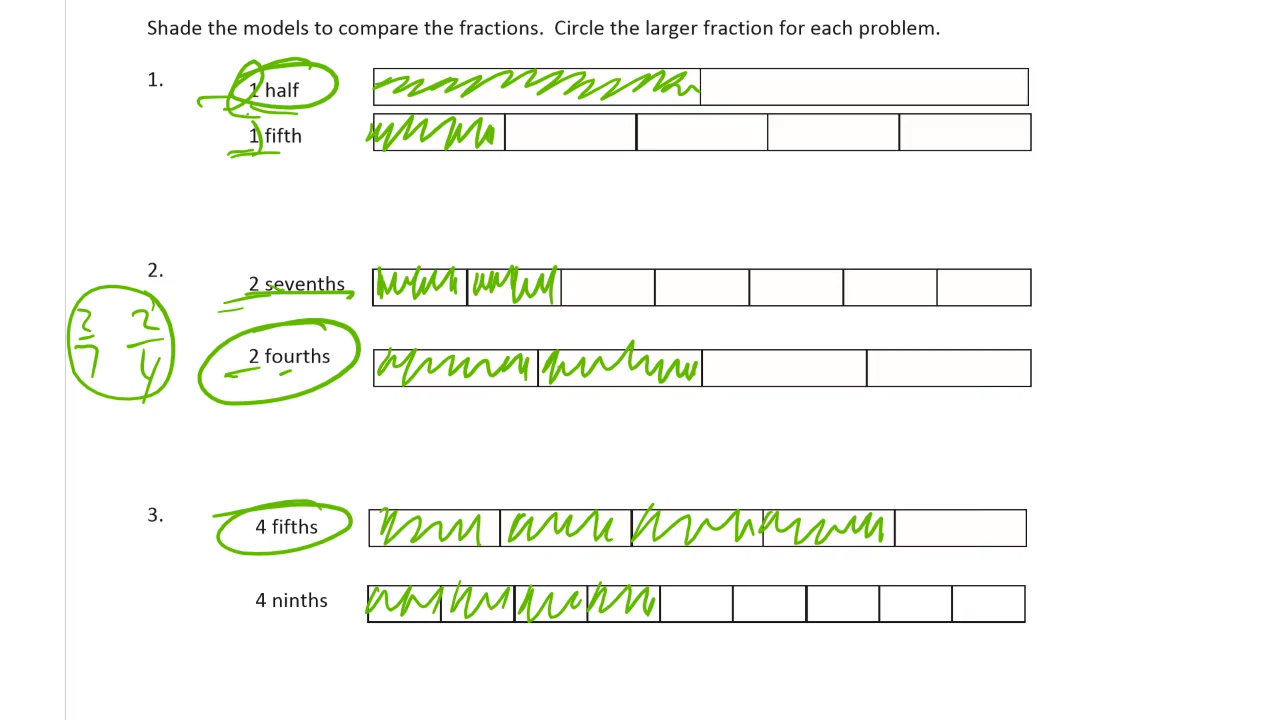 Shade the models to compare the fractions.  Circle the larger fraction for each problem.
1.
1 half
1 fifth
2.
2 sevenths
2 2
7 4
2 fourths
3.
4 fifths
4 ninths